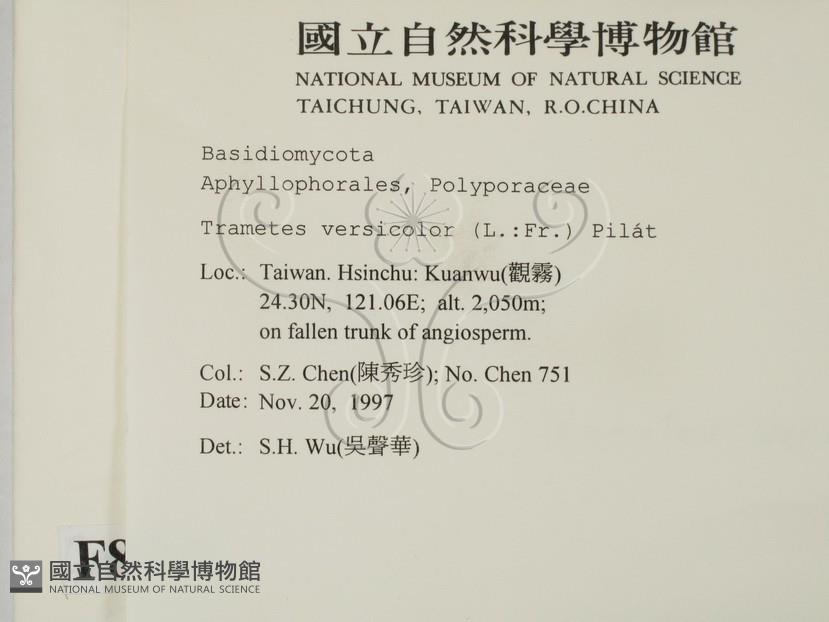 國立自然科學博物館
NATIONAL MUSEUM OF NATURAL SCIENCE
TAICHUNG, TAIWAN, R.O.CHINA
Basidiomycota
Aphyllophorales, Polyporaceae
Trametes versicolor (L.:Fr.) Pilát
Loc.: Taiwan. Hsinchu: Kuanwu(觀霧)
24.30N, 121.06E; alt. 2,050m;
on fallen trunk of angiosperm.
Col.: S.Z. Chen(陳秀珍); No. Chen 751
Date: Nov. 20, 1997
Det.: S.H. Wu(吳聲華)
F8
國立自然科學博物館
NATIONAL MUSEUM OF NATURAL SCIENCE